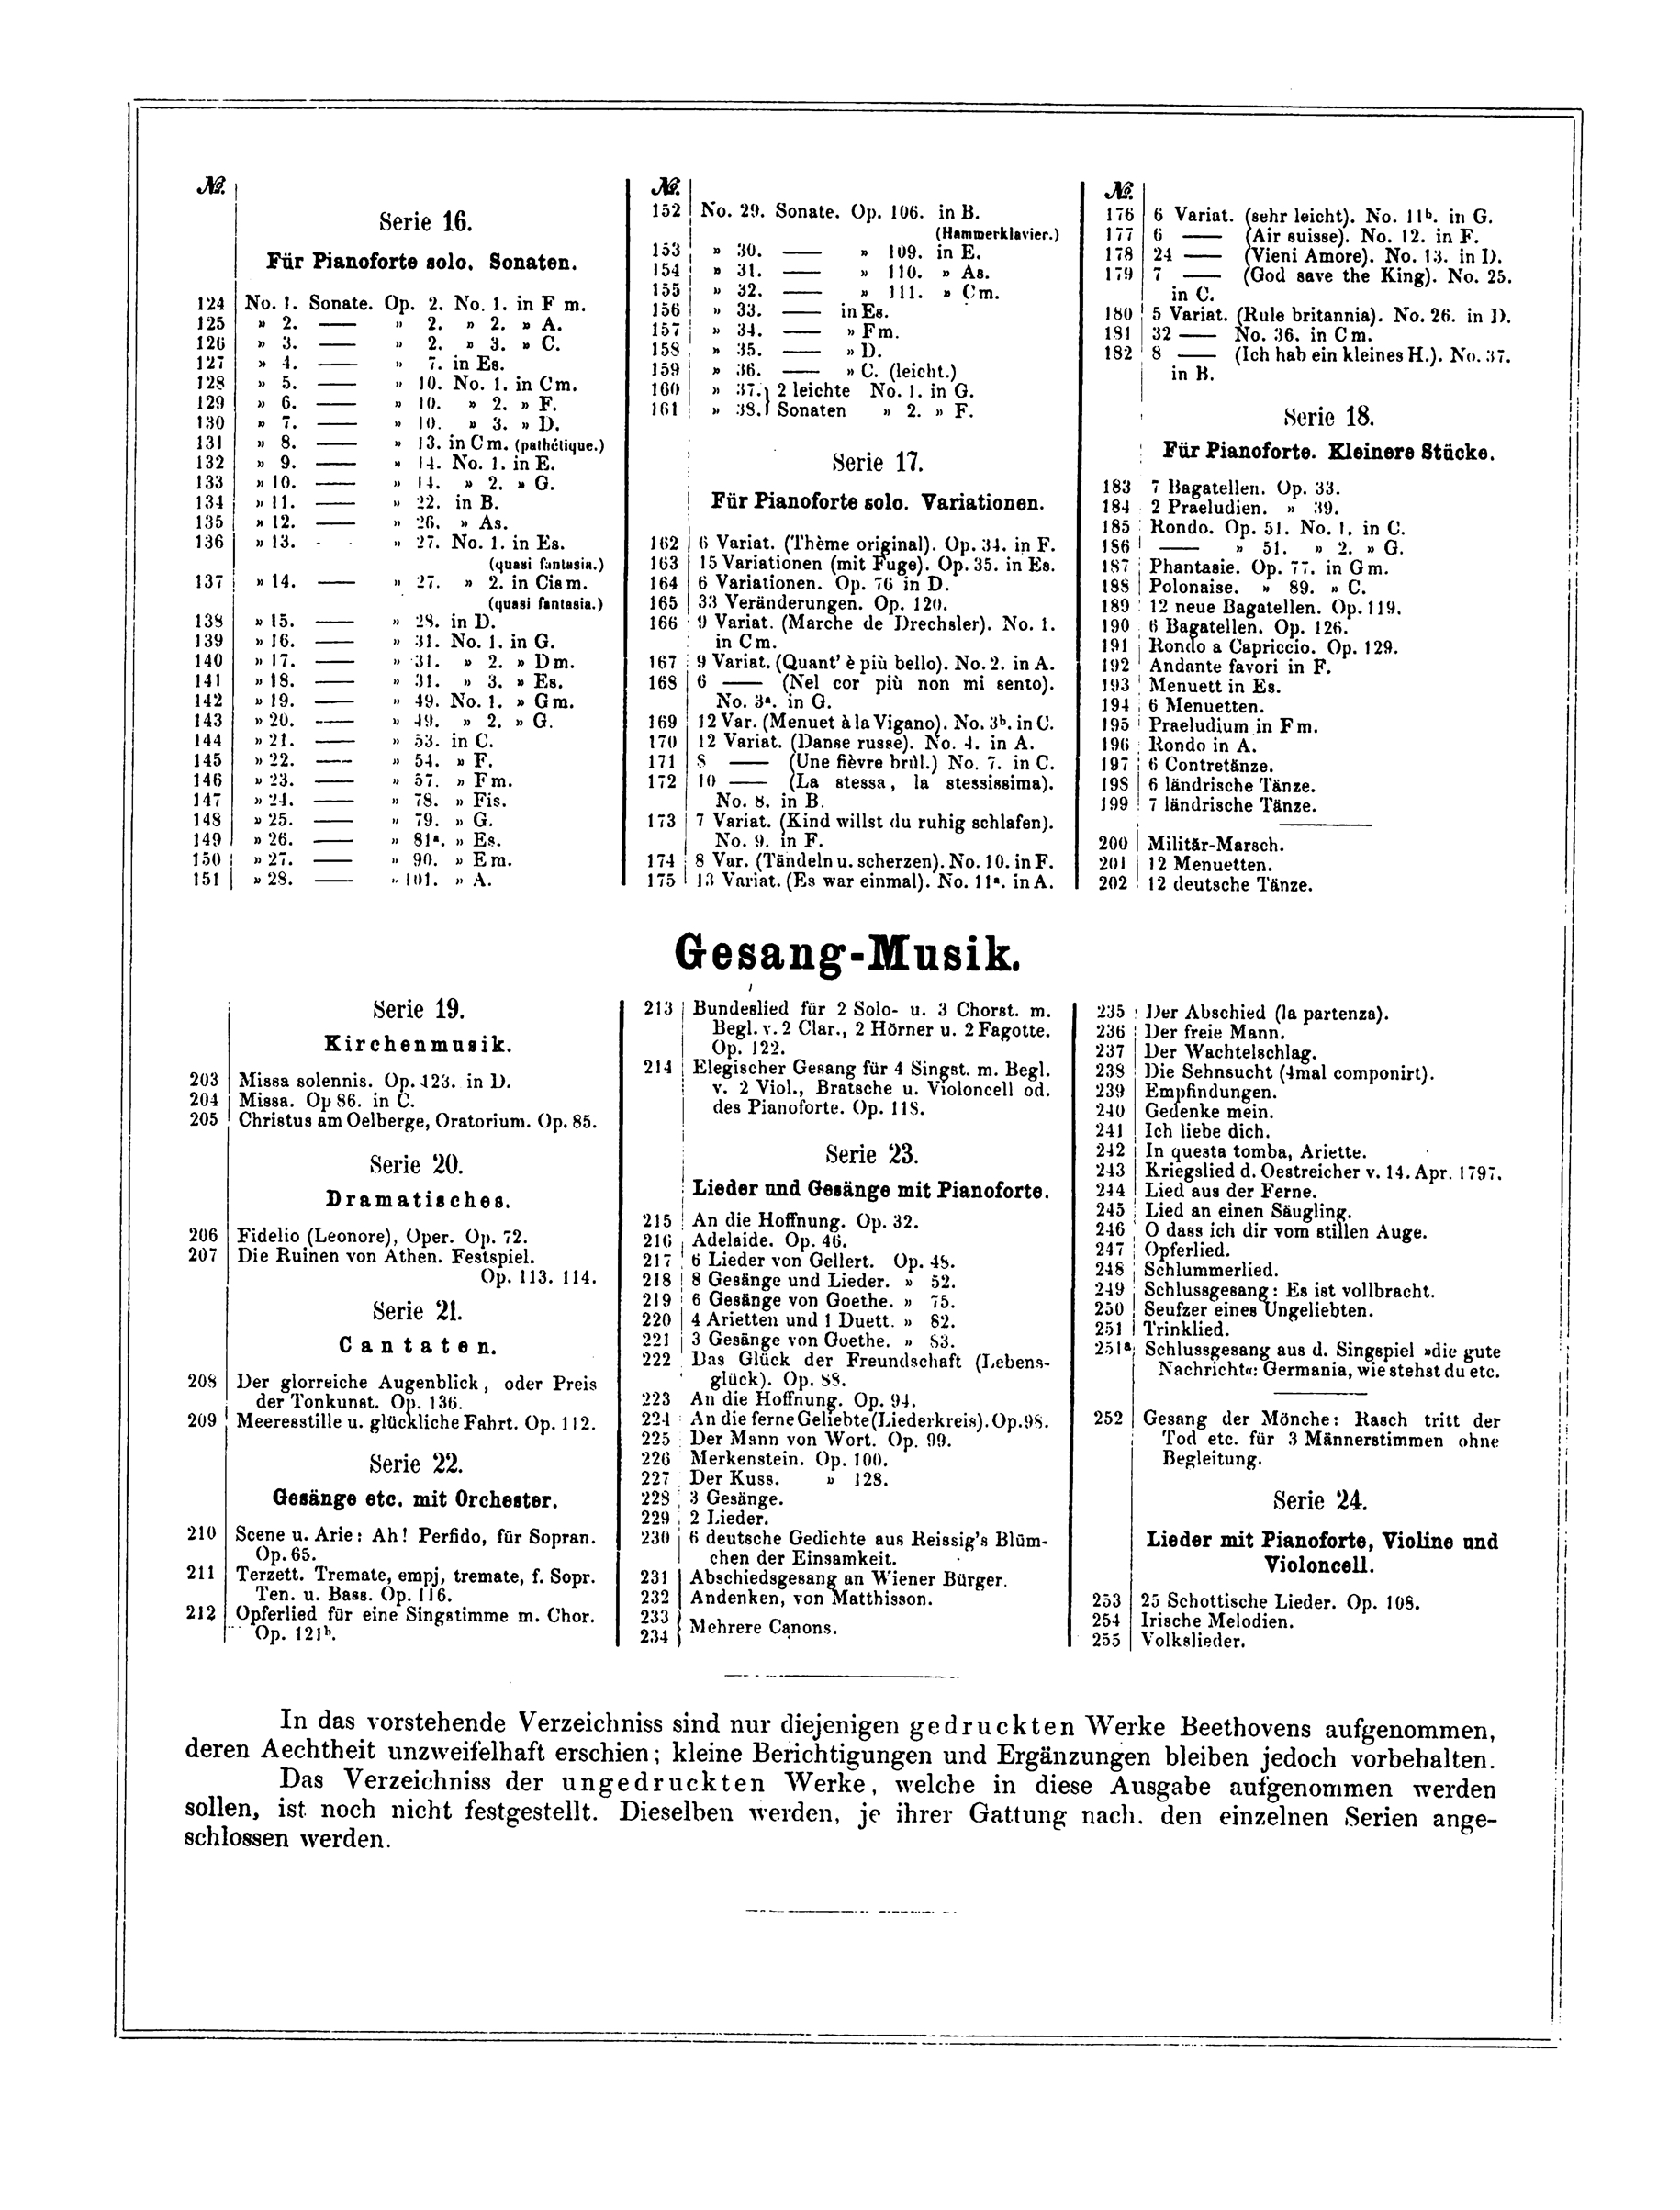 No.
Serie 16.
Für Pianoforte solo. Sonaten.
124 No. 1. Sonate. Op. 2. No. 1. in F m.
125 » 2. —— » 2. » 2. » A.
126 » 3. —— » 2. » 3. » C.
127 » 4. —— » 7. in Es.
128 » 5. —— » 10. No. 1. in Cm.
129 » 6. —— » 10. » 2. » F.
130 » 7. —— » 10. » 3. » D.
131 » 8. —— » 13. in Cm. (pathétique.)
132 » 9. —— » 14. No. 1. in E.
133 » 10. —— » 14. » 2. » G.
134 » 11. —— » 22. in B.
135 » 12. —— » 26. » As.
136 » 13. - - » 27. No. 1. in Es.
(quasi fantasia.)
137 » 14. —— » 27. » 2. in Cism.
(quasi fantasia.)
138 » 15. —— » 28. in D.
139 » 16. —— » 31. No. 1. in G.
140 » 17. —— » 31. » 2. » Dm.
141 » 18. —— » 31. » 3. » Es.
142 » 19. —— » 49. No. 1. » Gm.
143 » 20. —— » 49. » 2. » G.
144 » 21. —— » 53. in C.
145 » 22. —— » 54. » F.
146 » 23. —— » 57. » Fm.
147 » 24. —— » 78. » Fis.
148 » 25. —— » 79. » G.
149 » 26. —— » 81ª. » Es.
150 » 27. —— » 90. » Em.
151 » 28. —— » 101. » A.
No.
152 No. 29. Sonate. Op. 106. in B.
(Hammerklavier.)
153 » 30. —— » 109. in E.
154 » 31. —— » 110. » As.
155 » 32. —— » 111. » Cm.
156 » 33. —— in Es.
157 » 34. —— » Fm.
158 » 35. —— » D.
159 » 36. —— » C. (leicht.)
160 » 37.} 2 leichte No. 1. in G.
161 » 38.} Sonaten » 2. » F.
Serie 17.
Für Pianoforte solo. Variationen.
162 6 Variat. (Thème original). Op. 34. in F.
163 15 Variationen (mit Fuge). Op. 35. in Es.
164 6 Variationen. Op. 76 in D.
165 33 Veränderungen. Op. 120.
166 9 Variat. (Marche de Drechsler). No. 1.
in Cm.
167 9 Variat. (Quant' è più bello). No. 2. in A.
168 6 —— (Nel cor più non mi sento).
No. 3ª. in G.
169 12 Var. (Menuet à la Vigano). No. 3ᵇ. in C.
170 12 Variat. (Danse russe). No. 4. in A.
171 8 —— (Une fièvre brûl.) No. 7. in C.
172 10 —— (La stessa, la stessissima).
No. 8. in B.
173 7 Variat. (Kind willst du ruhig schlafen).
No. 9. in F.
174 8 Var. (Tändeln u. scherzen). No. 10. in F.
175 13 Variat. (Es war einmal). No. 11ª. in A.
No.
176 6 Variat. (sehr leicht). No. 11ᵇ. in G.
177 6 —— (Air suisse). No. 12. in F.
178 24 —— (Vieni Amore). No. 13. in D.
179 7 —— (God save the King). No. 25.
in C.
180 5 Variat. (Rule britannia). No. 26. in D.
181 32 —— No. 36. in Cm.
182 8 —— (Ich hab ein kleines H.). No. 37.
in B.
Serie 18.
Für Pianoforte. Kleinere Stücke.
183 7 Bagatellen. Op. 33.
184 2 Praeludien. » 39.
185 Rondo. Op. 51. No. 1. in C.
186 —— » 51. » 2. » G.
187 Phantasie. Op. 77. in Gm.
188 Polonaise. » 89. » C.
189 12 neue Bagatellen. Op. 119.
190 6 Bagatellen. Op. 126.
191 Rondo a Capriccio. Op. 129.
192 Andante favori in F.
193 Menuett in Es.
194 6 Menuetten.
195 Praeludium in Fm.
196 Rondo in A.
197 6 Contretänze.
198 6 ländrische Tänze.
199 7 ländrische Tänze.
200 Militär-Marsch.
201 12 Menuetten.
202 12 deutsche Tänze.
Gesang-Musik.
Serie 19.
Kirchenmusik.
203 Missa solennis. Op. 123. in D.
204 Missa. Op 86. in C.
205 Christus am Oelberge, Oratorium. Op. 85.
Serie 20.
Dramatisches.
206 Fidelio (Leonore), Oper. Op. 72.
207 Die Ruinen von Athen. Festspiel.
Op. 113. 114.
Serie 21.
Cantaten.
208 Der glorreiche Augenblick, oder Preis
der Tonkunst. Op. 136.
209 Meeresstille u. glückliche Fahrt. Op. 112.
Serie 22.
Gesänge etc. mit Orchester.
210 Scene u. Arie: Ah! Perfido, für Sopran.
Op. 65.
211 Terzett. Tremate, empj, tremate, f. Sopr.
Ten. u. Bass. Op. 116.
212 Opferlied für eine Singstimme m. Chor.
Op. 121ᵇ.
213 Bundeslied für 2 Solo- u. 3 Chorst. m.
Begl. v. 2 Clar., 2 Hörner u. 2 Fagotte.
Op. 122.
214 Elegischer Gesang für 4 Singst. m. Begl.
v. 2 Viol., Bratsche u. Violoncell od.
des Pianoforte. Op. 118.
Serie 23.
Lieder und Gesänge mit Pianoforte.
215 An die Hoffnung. Op. 32.
216 Adelaide. Op. 46.
217 6 Lieder von Gellert. Op. 48.
218 8 Gesänge und Lieder. » 52.
219 6 Gesänge von Goethe. » 75.
220 4 Arietten und 1 Duett. » 82.
221 3 Gesänge von Goethe. » 83.
222 Das Glück der Freundschaft (Lebens-
glück). Op. 88.
223 An die Hoffnung. Op. 94.
224 An die ferne Geliebte (Liederkreis). Op. 98.
225 Der Mann von Wort. Op. 99.
226 Merkenstein. Op. 100.
227 Der Kuss. » 128.
228 3 Gesänge.
229 2 Lieder.
230 6 deutsche Gedichte aus Reissig's Blüm-
chen der Einsamkeit.
231 Abschiedsgesang an Wiener Bürger.
232 Andenken, von Matthisson.
233
234 } Mehrere Canons.
235 Der Abschied (la partenza).
236 Der freie Mann.
237 Der Wachtelschlag.
238 Die Sehnsucht (4mal componirt).
239 Empfindungen.
240 Gedenke mein.
241 Ich liebe dich.
242 In questa tomba, Ariette.
243 Kriegslied d. Oestreicher v. 14. Apr. 1797.
244 Lied aus der Ferne.
245 Lied an einen Säugling.
246 O dass ich dir vom stillen Auge.
247 Opferlied.
248 Schlummerlied.
249 Schlussgesang: Es ist vollbracht.
250 Seufzer eines Ungeliebten.
251 Trinklied.
251ª Schlussgesang aus d. Singspiel »die gute
Nachricht«: Germania, wie stehst du etc.
252 Gesang der Mönche: Rasch tritt der
Tod etc. für 3 Männerstimmen ohne
Begleitung.
Serie 24.
Lieder mit Pianoforte, Violine und
Violoncell.
253 25 Schottische Lieder. Op. 108.
254 Irische Melodien.
255 Volkslieder.
In das vorstehende Verzeichniss sind nur diejenigen gedruckten Werke Beethovens aufgenommen,
deren Aechtheit unzweifelhaft erschien; kleine Berichtigungen und Ergänzungen bleiben jedoch vorbehalten.
Das Verzeichniss der ungedruckten Werke, welche in diese Ausgabe aufgenommen werden
sollen, ist noch nicht festgestellt. Dieselben werden, je ihrer Gattung nach. den einzelnen Serien ange-
schlossen werden.